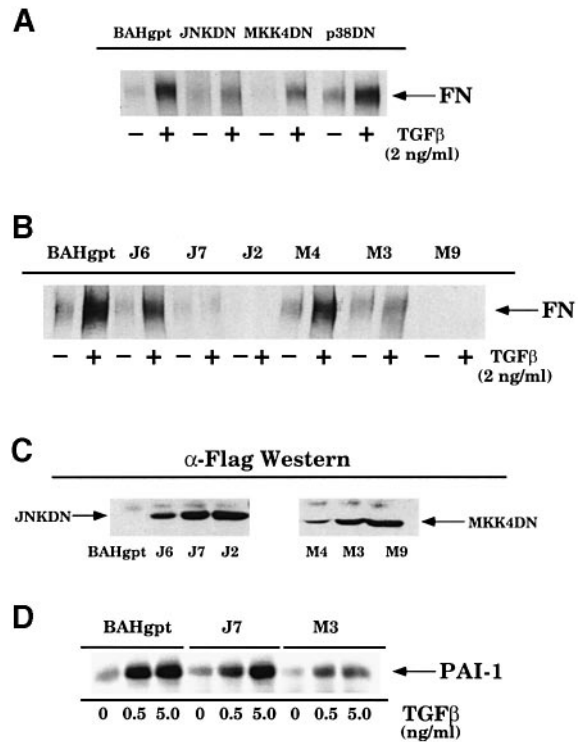 A
BAHgpt JNKDN MKK4DN p38DN
FN
− + − + − + − + TGFβ
(2 ng/ml)
B
BAHgpt J6 J7 J2 M4 M3 M9
FN
− + − + − + − + − + − + − + TGFβ
(2 ng/ml)
C
α-Flag Western
JNKDN MKK4DN
BAHgpt J6 J7 J2 M4 M3 M9
D
BAHgpt J7 M3
PAI-1
0 0.5 5.0 0 0.5 5.0 0 0.5 5.0 TGFβ
(ng/ml)